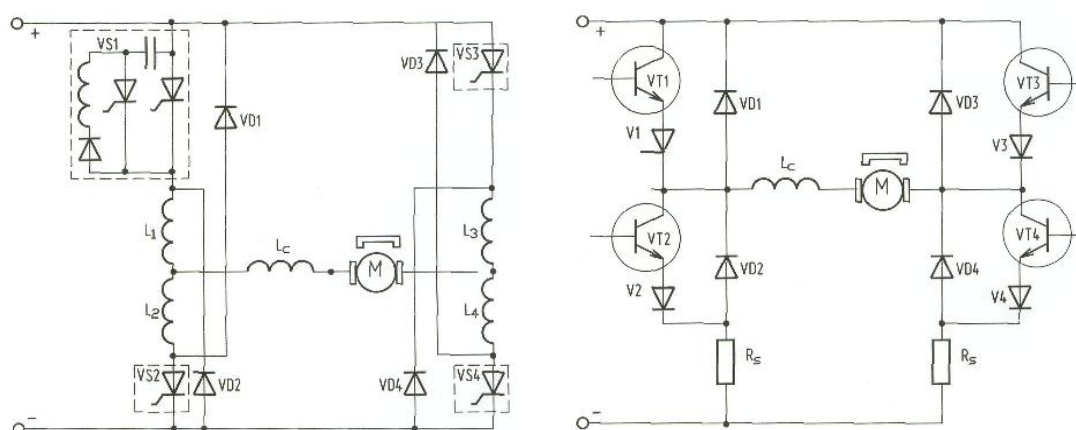 +
VS1
VD1
VD3
VS3
L1
L2
Lc
M
L3
L4
VS2
VD2
VD4
VS4
-
+
VT1
VD1
V1
VD3
VT3
V3
Lc
M
VT2
VD2
V2
VD4
VT4
V4
Rs
Rs
-